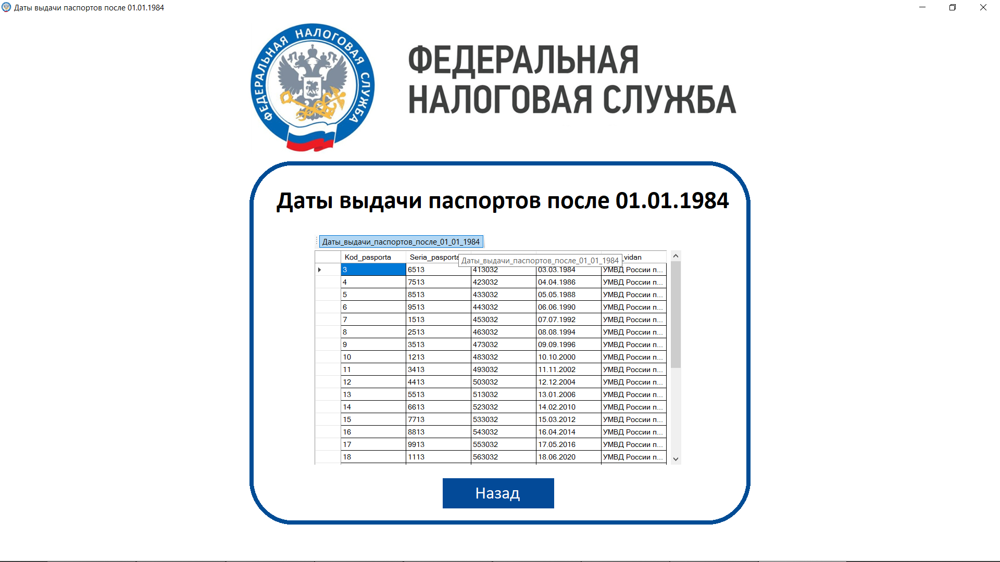 Даты выдачи паспортов после 01.01.1984
ФЕДЕРАЛЬНАЯ НАЛОГОВАЯ СЛУЖБА
ФЕДЕРАЛЬНАЯ
НАЛОГОВАЯ СЛУЖБА
Даты выдачи паспортов после 01.01.1984
Даты_выдачи_паспортов_после_01_01_1984
Kod_pasporta Seria_pasporta _vidan
Даты_выдачи_паспортов_после_01_01_1984
3 6513 413032 03.03.1984 УМВД России п...
4 7513 423032 04.04.1986 УМВД России п...
5 8513 433032 05.05.1988 УМВД России п...
6 9513 443032 06.06.1990 УМВД России п...
7 1513 453032 07.07.1992 УМВД России п...
8 2513 463032 08.08.1994 УМВД России п...
9 3513 473032 09.09.1996 УМВД России п...
10 1213 483032 10.10.2000 УМВД России п...
11 3413 493032 11.11.2002 УМВД России п...
12 4413 503032 12.12.2004 УМВД России п...
13 5513 513032 13.01.2006 УМВД России п...
14 6613 523032 14.02.2010 УМВД России п...
15 7713 533032 15.03.2012 УМВД России п...
16 8813 543032 16.04.2014 УМВД России п...
17 9913 553032 17.05.2016 УМВД России п...
18 1113 563032 18.06.2020 УМВД России п...
Назад